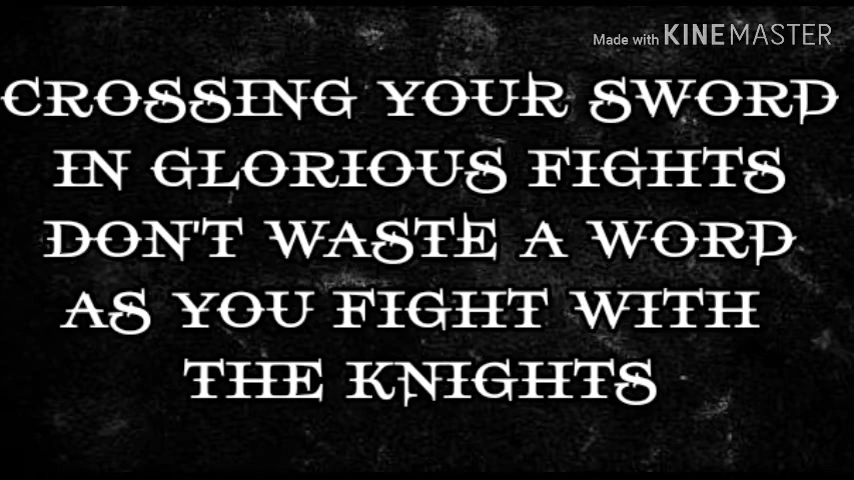 Made with KINEMASTER
CROSSING YOUR SWORD
IN GLORIOUS FIGHTS
DON'T WASTE A WORD
AS YOU FIGHT WITH
THE KNIGHTS